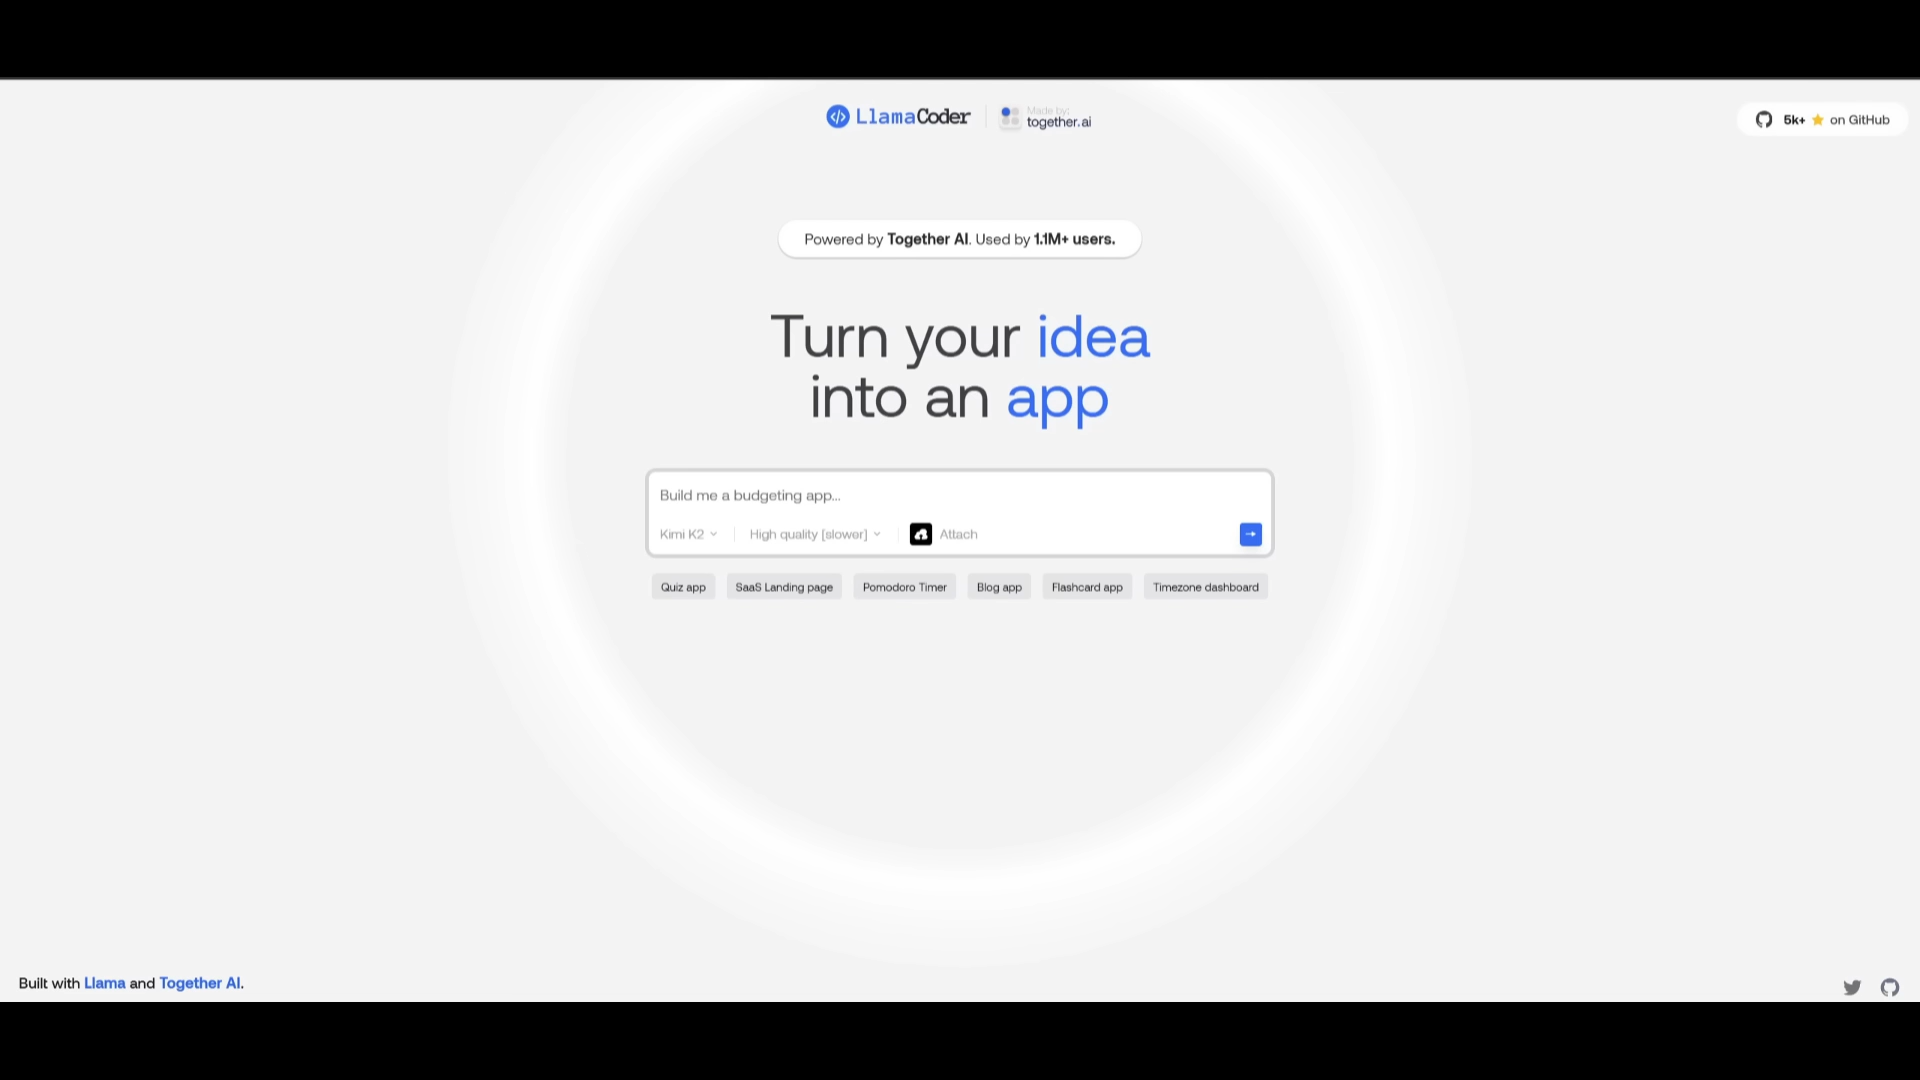 LlamaCoder
Made by:
together.ai
5k+ ⭐ on GitHub
Powered by Together AI. Used by 1.1M+ users.
Turn your idea
into an app
Build me a budgeting app...
Kimi K2
High quality [slower]
Attach
Quiz app
SaaS Landing page
Pomodoro Timer
Blog app
Flashcard app
Timezone dashboard
Built with Llama and Together AI.